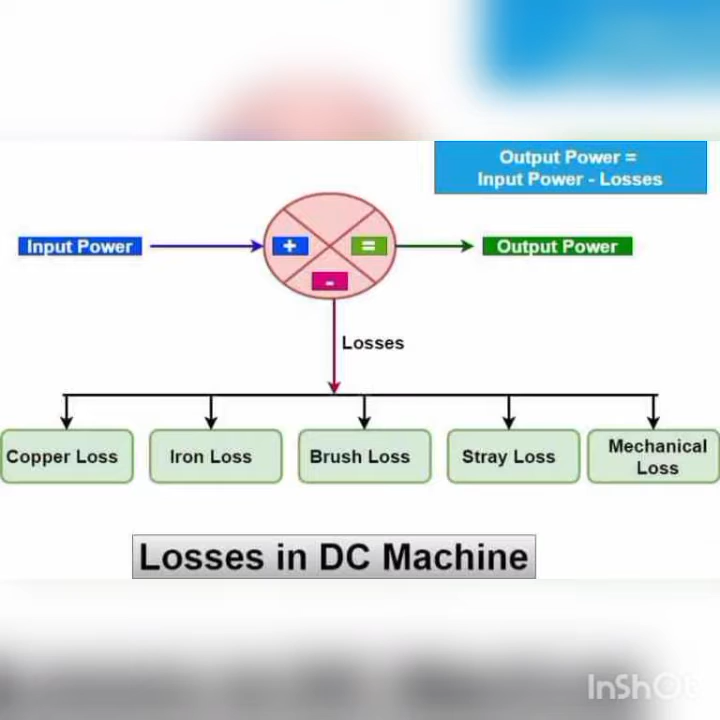 Output Power =
Input Power - Losses
Input Power
+
=
Output Power
-
Losses
Copper Loss
Iron Loss
Brush Loss
Stray Loss
Mechanical
Loss
Losses in DC Machine
InShOt